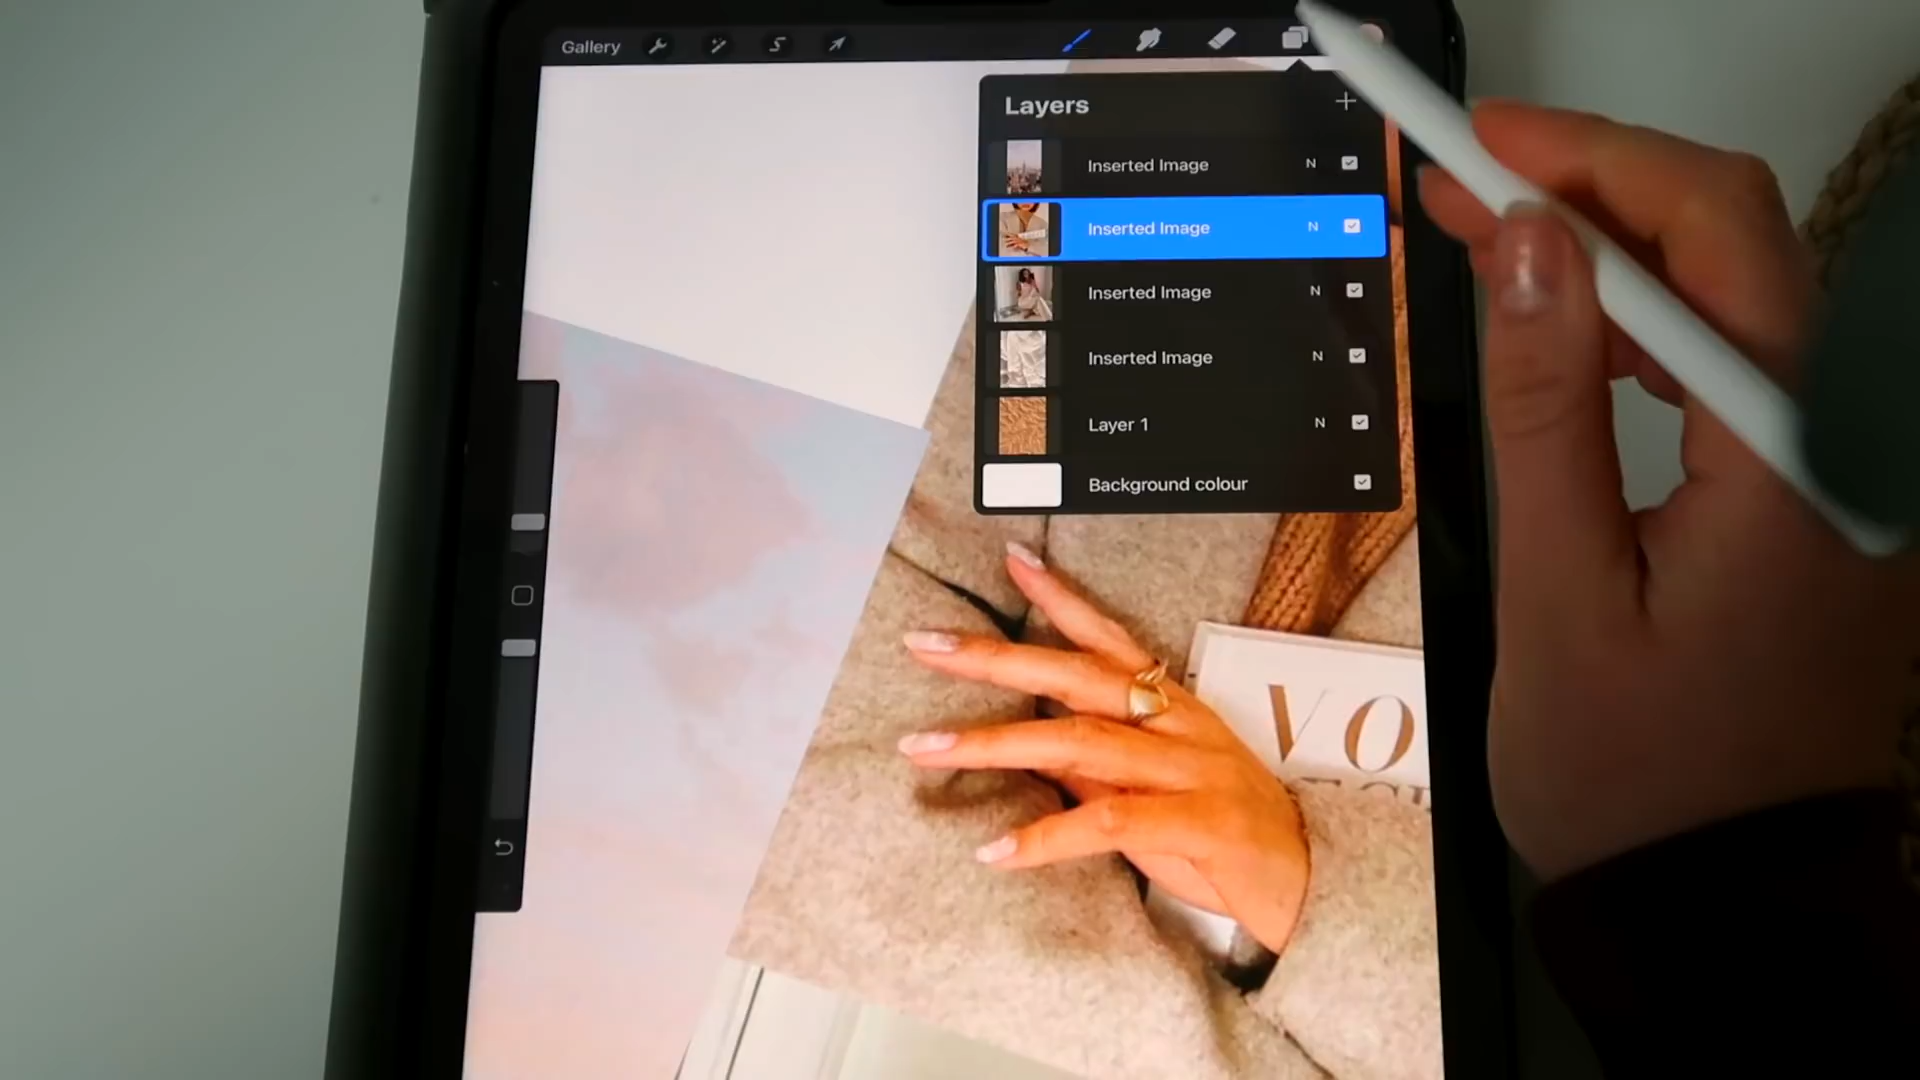 Gallery
Layers
Inserted Image N
Inserted Image N
Inserted Image N
Inserted Image N
Layer 1 N
Background colour
VO